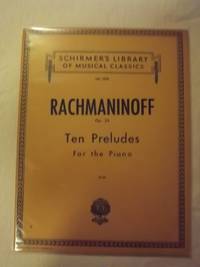 SCHIRMER'S LIBRARY
OF MUSICAL CLASSICS
RACHMANINOFF
Ten Preludes
For the Piano